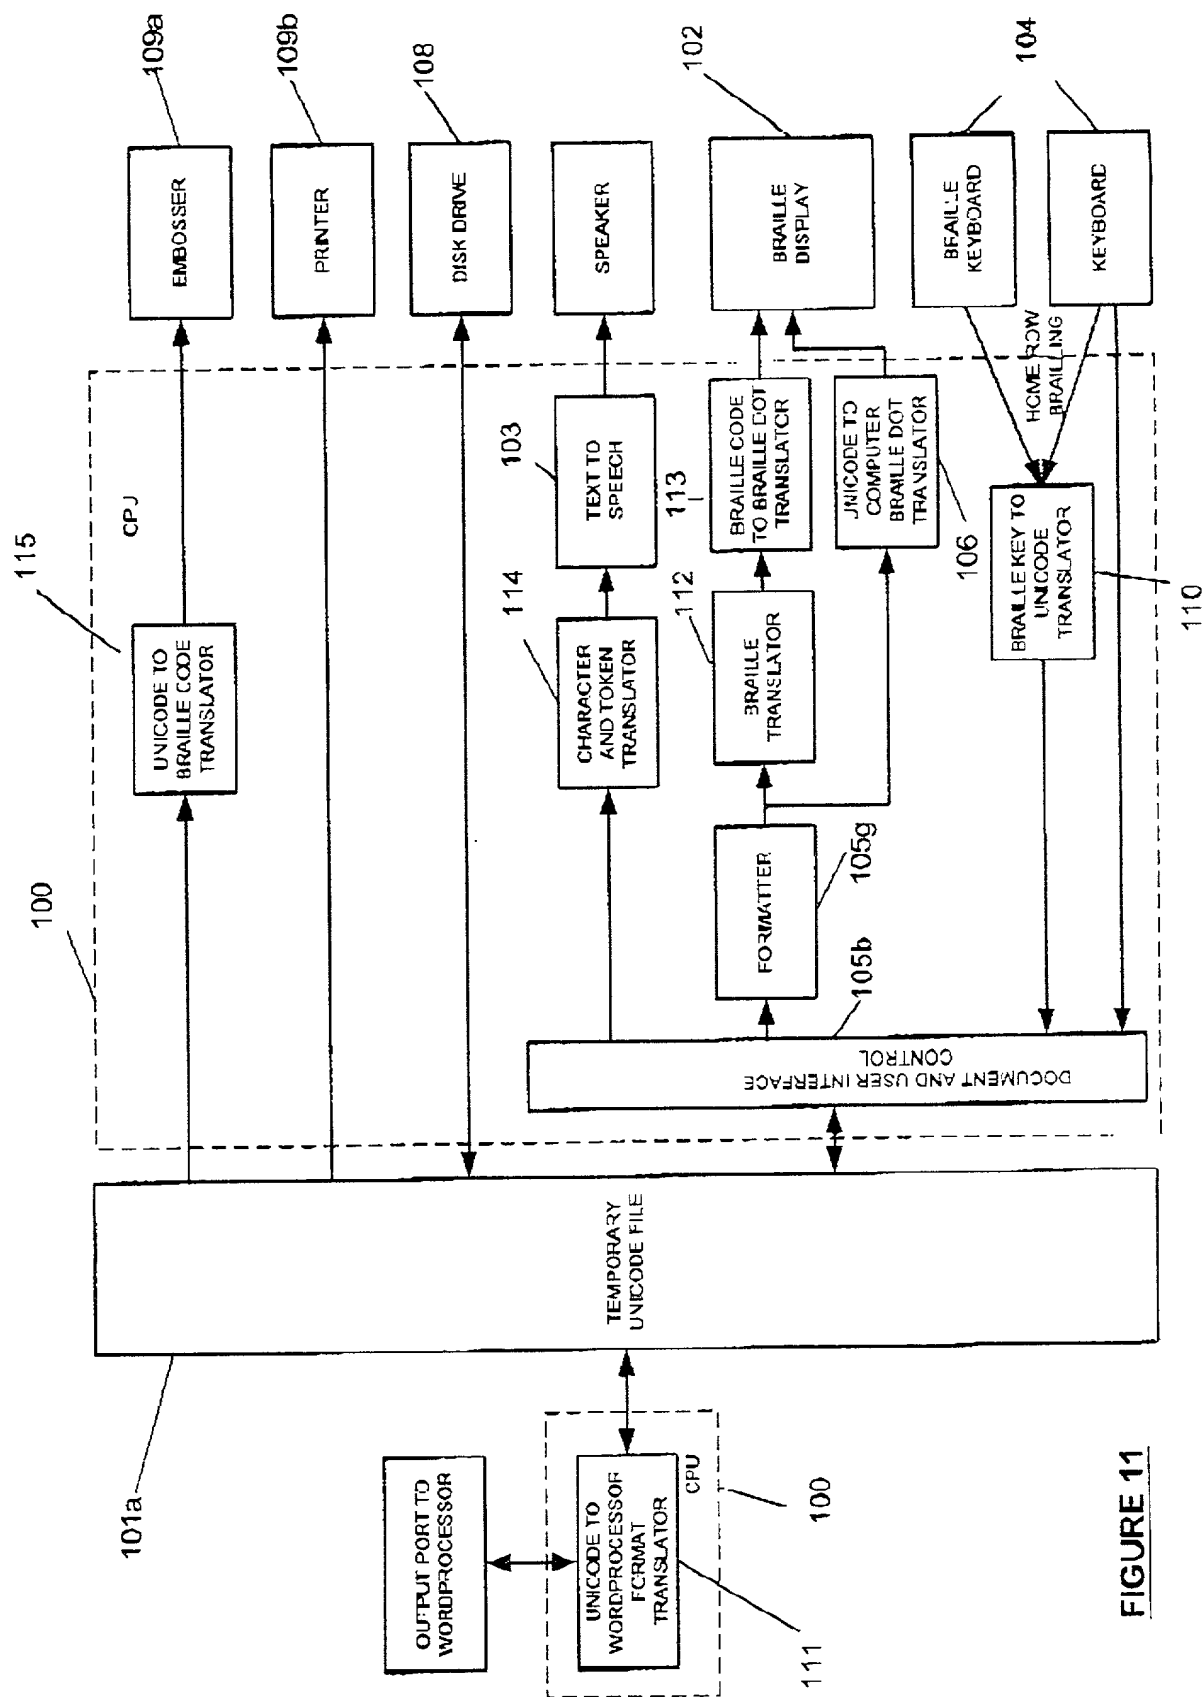 109a
109b
108
102
104
EMBOSSER
PRINTER
DISK DRIVE
SPEAKER
BRAILLE
DISPLAY
BRAILLE
KEYBOARD
KEYBOARD
HOME ROW
BRAILLING
115
CPU
UNICODE TO
BRAILLE CODE
TRANSLATOR
103
TEXT TO
SPEECH
114
CHARACTER
AND TOKEN
TRANSLATOR
113
BRAILLE CODE
TO BRAILLE DOT
TRANSLATOR
112
BRAILLE
TRANSLATOR
UNICODE TO
COMPUTER
BRAILLE DOT
TRANSLATOR
106
BRAILLE KEY TO
UNICODE
TRANSLATOR
110
100
FORMATTER
105g
105b
DOCUMENT AND USER INTERFACE
CONTROL
TEMPORARY
UNICODE FILE
101a
OUTPUT PORT TO
WORDPROCESSOR
UNICODE TO
WORDPROCESSOR
FORMAT
TRANSLATOR
CPU
100
111
FIGURE 11